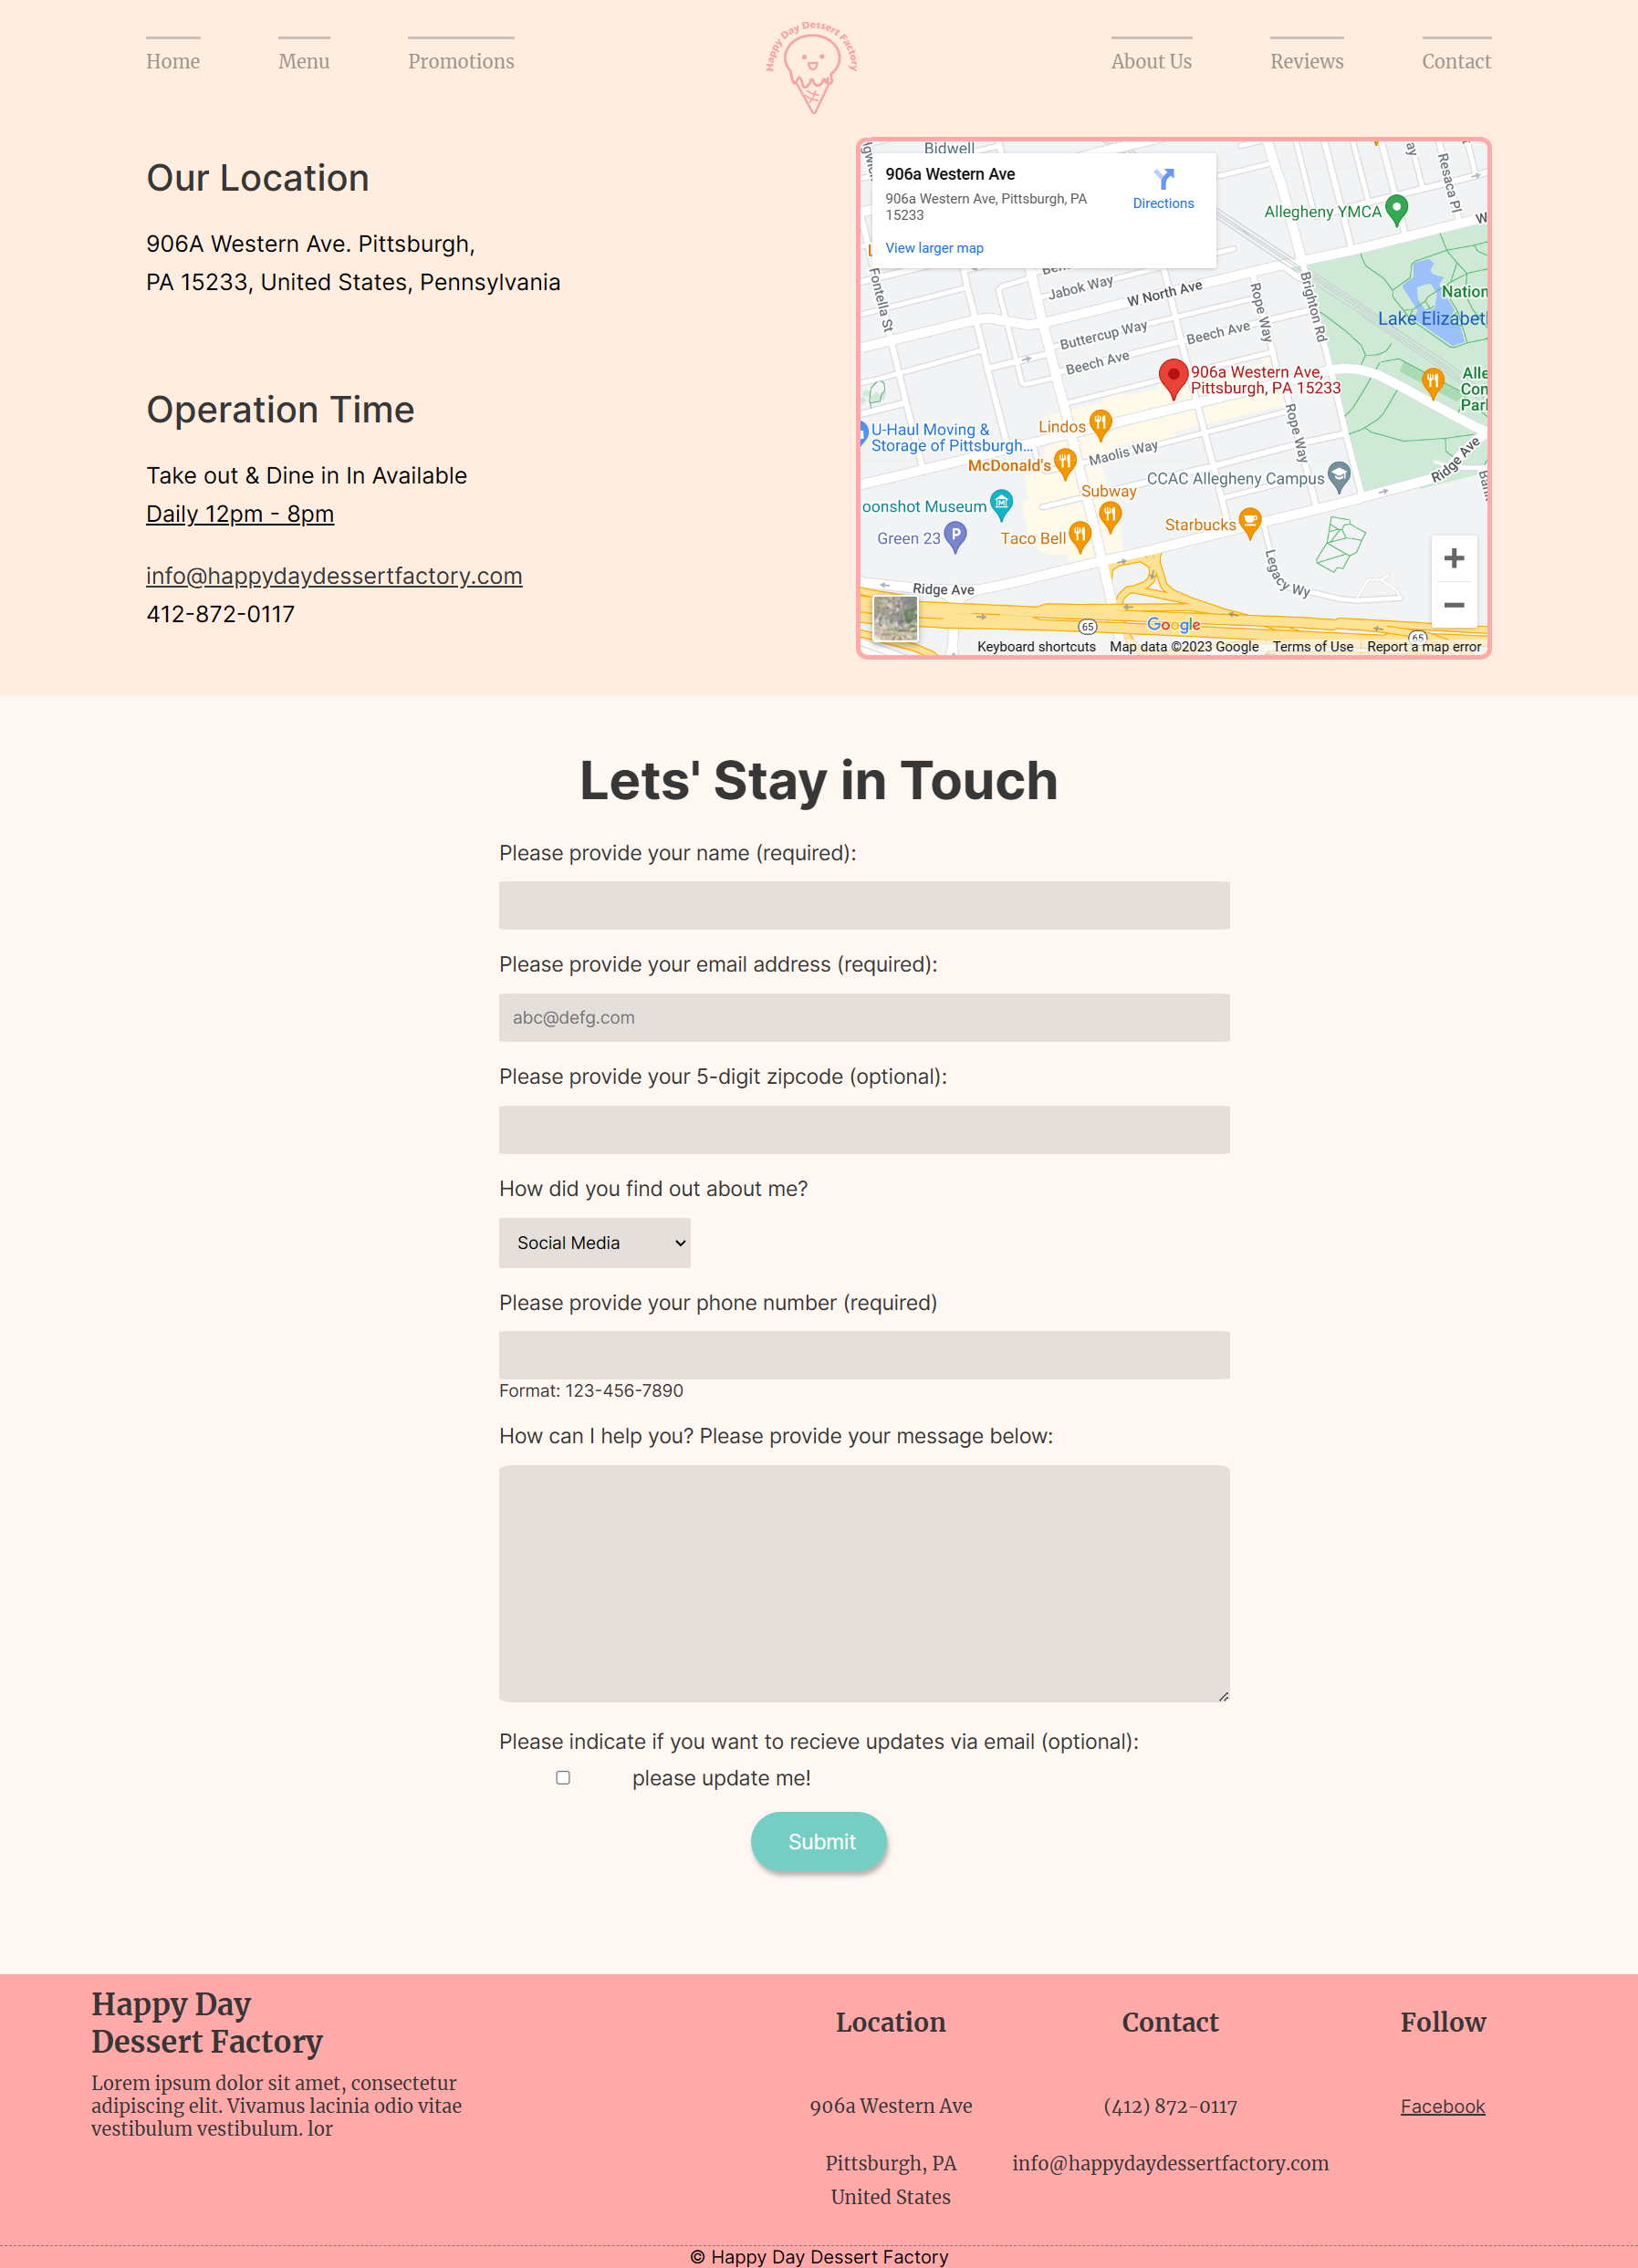 Home
Menu
Promotions
Happy Day Dessert Factory
About Us
Reviews
Contact
Our Location
906A Western Ave. Pittsburgh,
PA 15233, United States, Pennsylvania
Operation Time
Take out & Dine in In Available
Daily 12pm - 8pm
info@happydaydessertfactory.com
412-872-0117
Bidwell
906a Western Ave
906a Western Ave, Pittsburgh, PA
15233
Directions
View larger map
Allegheny YMCA
Resaca Pl
Fontella St
Jabok Way
W North Ave
Rope Way
Brighton Rd
Nation
Lake Elizabet
Buttercup Way
Beech Ave
Beech Ave
906a Western Ave,
Pittsburgh, PA 15233
Alle
Con
Park
U-Haul Moving &
Storage of Pittsburgh...
Lindos
Rope Way
Maolis Way
McDonald's
CCAC Allegheny Campus
Ridge Ave
Subway
oonshot Museum
Green 23
Taco Bell
Starbucks
Legacy Wy
Ridge Ave
65
Google
65
Keyboard shortcuts
Map data ©2023 Google
Terms of Use
Report a map error
Lets' Stay in Touch
Please provide your name (required):
Please provide your email address (required):
abc@defg.com
Please provide your 5-digit zipcode (optional):
How did you find out about me?
Social Media
Please provide your phone number (required)
Format: 123-456-7890
How can I help you? Please provide your message below:
Please indicate if you want to recieve updates via email (optional):
please update me!
Submit
Happy Day
Dessert Factory
Lorem ipsum dolor sit amet, consectetur
adipiscing elit. Vivamus lacinia odio vitae
vestibulum vestibulum. lor
Location
906a Western Ave
Pittsburgh, PA
United States
Contact
(412) 872-0117
info@happydaydessertfactory.com
Follow
Facebook
© Happy Day Dessert Factory